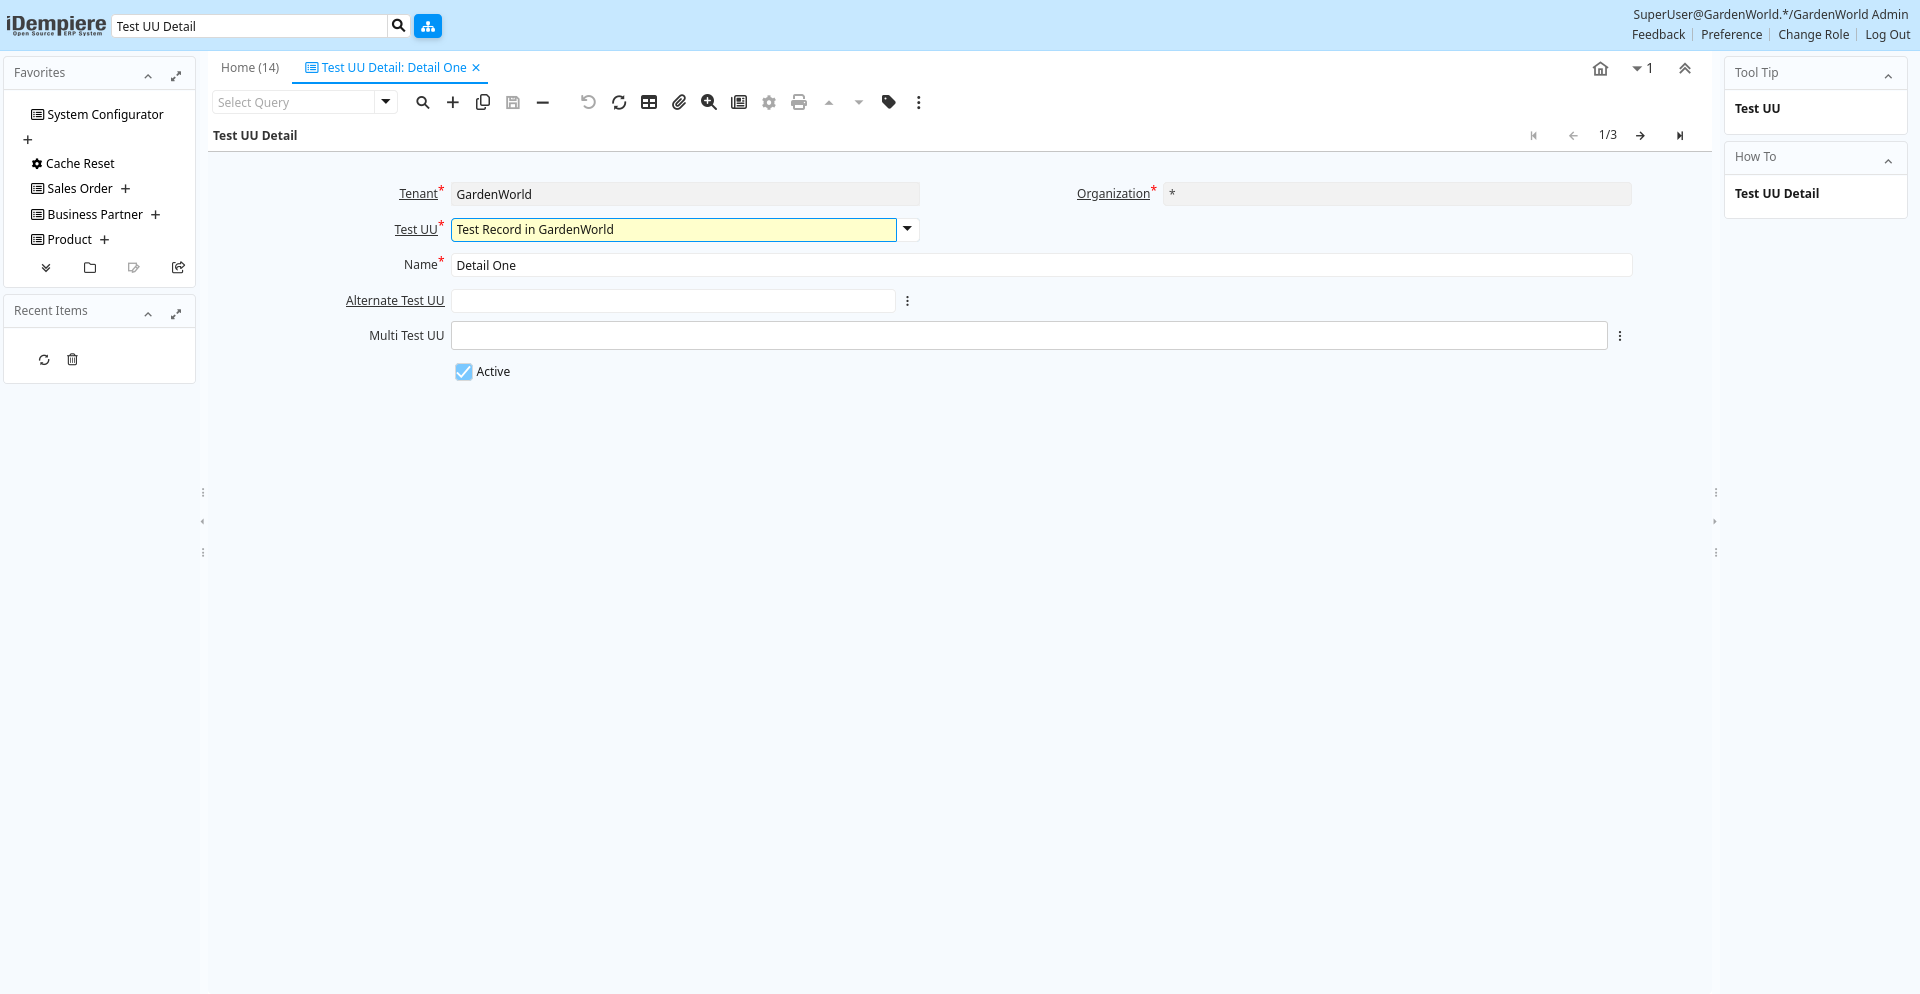 iDempiere
Open Source ERP System
Test UU Detail
SuperUser@GardenWorld.*/GardenWorld Admin
Feedback
Preference
Change Role
Log Out
Favorites
System Configurator
Cache Reset
Sales Order
Business Partner
Product
Recent Items
Home (14)
Test UU Detail: Detail One
1
Select Query
Test UU Detail
1/3
Tenant*
GardenWorld
Organization*
*
Test UU*
Test Record in GardenWorld
Name*
Detail One
Alternate Test UU
Multi Test UU
Active
Tool Tip
Test UU
How To
Test UU Detail